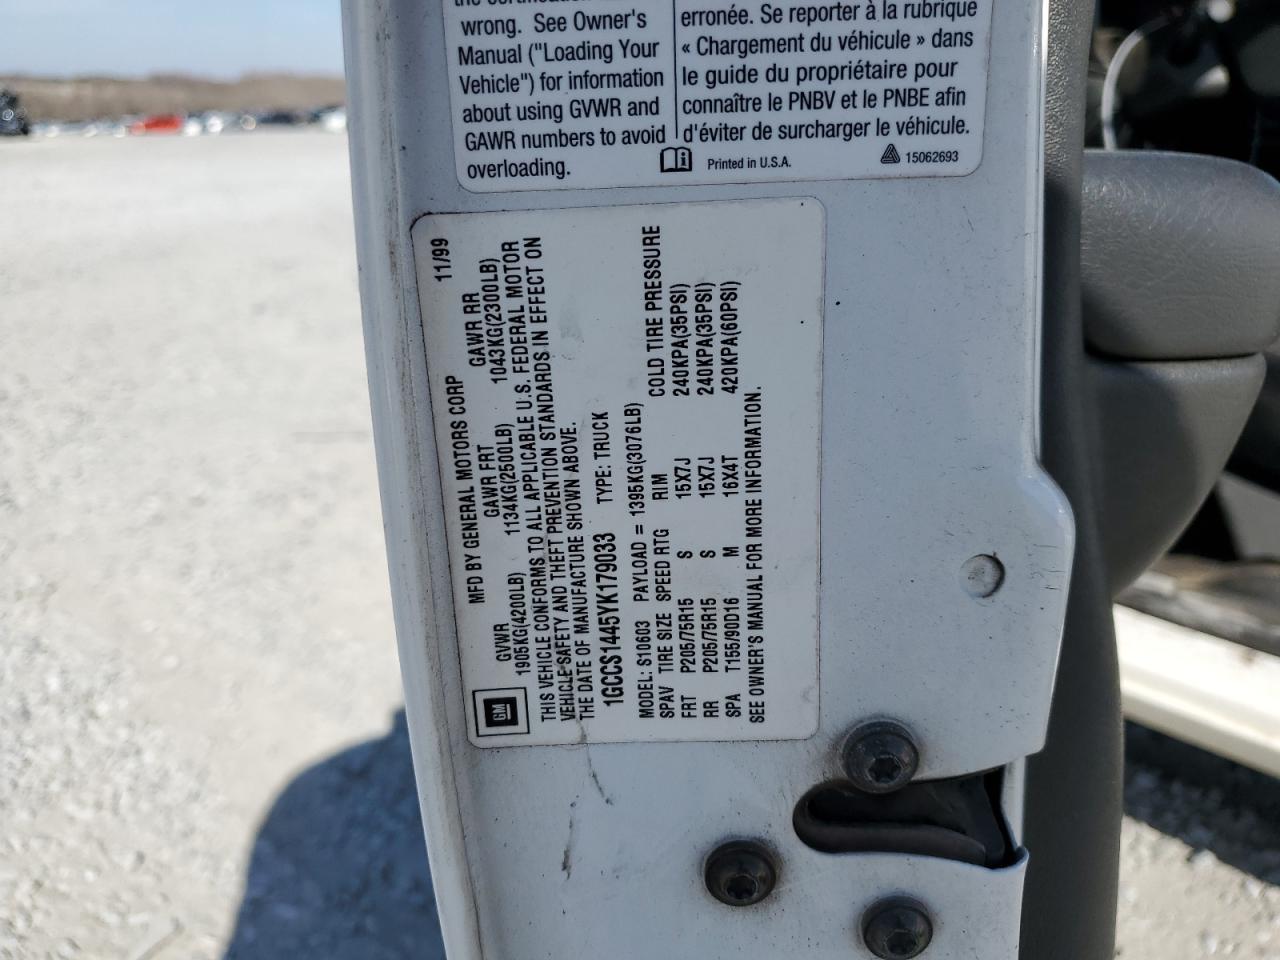 wrong. See Owner's
Manual ("Loading Your
Vehicle") for information
about using GVWR and
GAWR numbers to avoid
overloading.
erronée. Se reporter à la rubrique
« Chargement du véhicule » dans
le guide du propriétaire pour
connaître le PNBV et le PNBE afin
d'éviter de surcharger le véhicule.
Printed in U.S.A. 15062693
MFD BY GENERAL MOTORS CORP 11/99
GVWR GAWR FRT GAWR RR
1905KG(4200LB) 1134KG(2500LB) 1043KG(2300LB)
THIS VEHICLE CONFORMS TO ALL APPLICABLE U.S. FEDERAL MOTOR
VEHICLE SAFETY AND THEFT PREVENTION STANDARDS IN EFFECT ON
THE DATE OF MANUFACTURE SHOWN ABOVE.
1GCCS1445YK179033 TYPE: TRUCK
MODEL: S10603 PAYLOAD = 1395KG(3076LB)
SPAV TIRE SIZE SPEED RTG RIM COLD TIRE PRESSURE
FRT P205/75R15 S 15X7J 240KPA(35PSI)
RR P205/75R15 S 15X7J 240KPA(35PSI)
SPA T155/90D16 M 16X4T 420KPA(60PSI)
SEE OWNER'S MANUAL FOR MORE INFORMATION.
GM